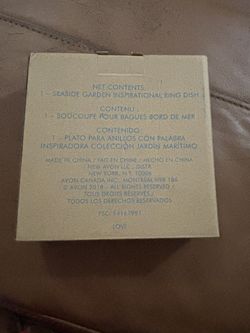 NET CONTENTS:
1 - SEASIDE GARDEN INSPIRATIONAL RING DISH
CONTENU:
1 - SOUCOUPE POUR BAGUES BORD DE MER
CONTENIDO
1 - PLATO PARA ANILLOS CON PALABRA
INSPIRADORA COLECCIÓN JARDÍN MARÍTIMO
MADE IN CHINA / FAIT EN CHINE / HECHO EN CHINA
NEW AVON LLC., DISTR.
NEW YORK, N.Y. 10006
AVON CANADA INC., MONTREAL H9R 1B4
© AVON 2018 - ALL RIGHTS RESERVED /
TOUS DROITS RÉSERVÉS /
TODOS LOS DERECHOS RESERVADOS
PSC:
LOVE